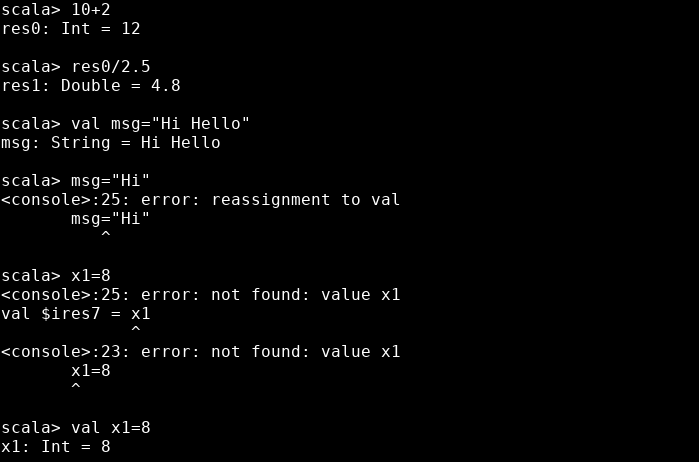 scala> 10+2
res0: Int = 12
scala> res0/2.5
res1: Double = 4.8
scala> val msg="Hi Hello"
msg: String = Hi Hello
scala> msg="Hi"
<console>:25: error: reassignment to val
       msg="Hi"
          ^
scala> x1=8
<console>:25: error: not found: value x1
val $ires7 = x1
             ^
<console>:23: error: not found: value x1
       x1=8
       ^
scala> val x1=8
x1: Int = 8